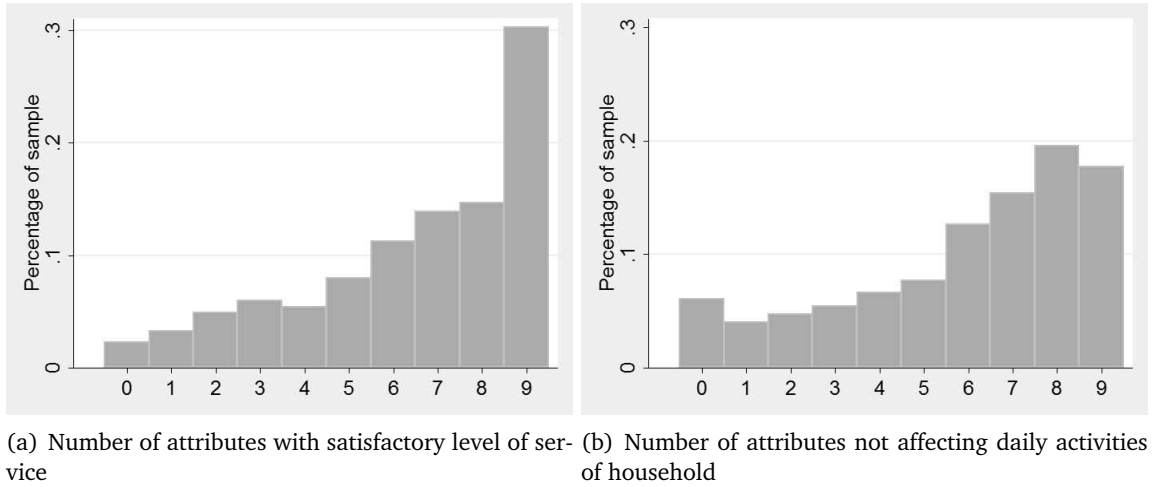 Percentage of sample
.3
.2
.1
0
0 1 2 3 4 5 6 7 8 9
(a) Number of attributes with satisfactory level of ser-
vice
Percentage of sample
.3
.2
.1
0
0 1 2 3 4 5 6 7 8 9
(b) Number of attributes not affecting daily activities
of household